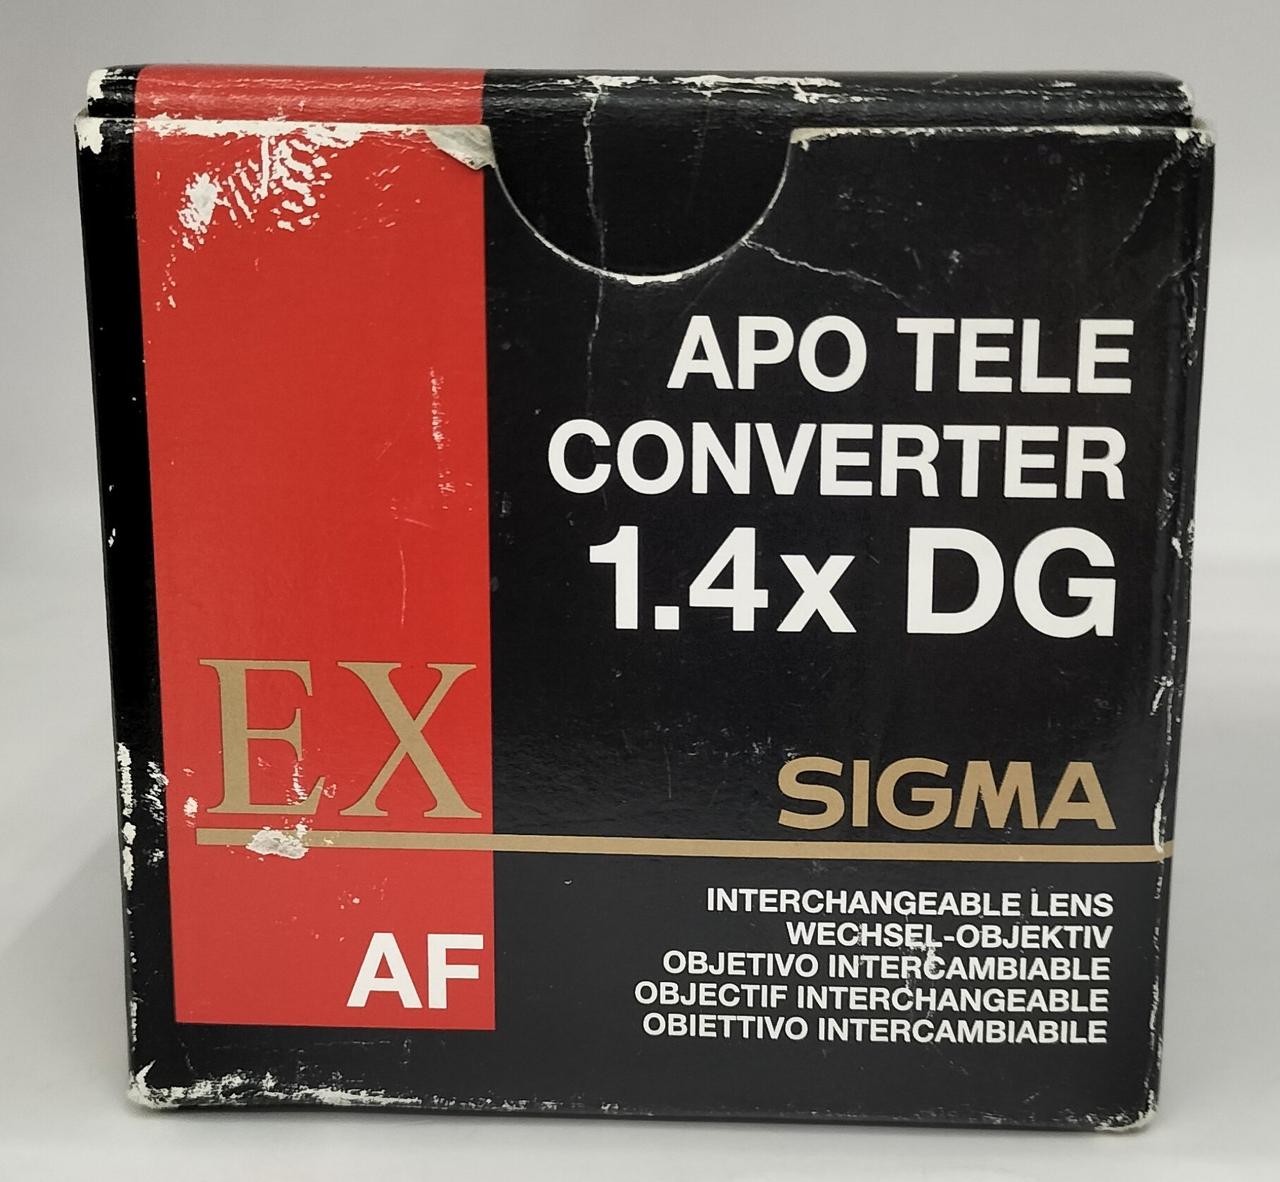 APO TELE
CONVERTER
1.4x DG
EX
SIGMA
AF
INTERCHANGEABLE LENS
WECHSEL-OBJEKTIV
OBJETIVO INTERCAMBIABLE
OBJECTIF INTERCHANGEABLE
OBIETTIVO INTERCAMBIABILE